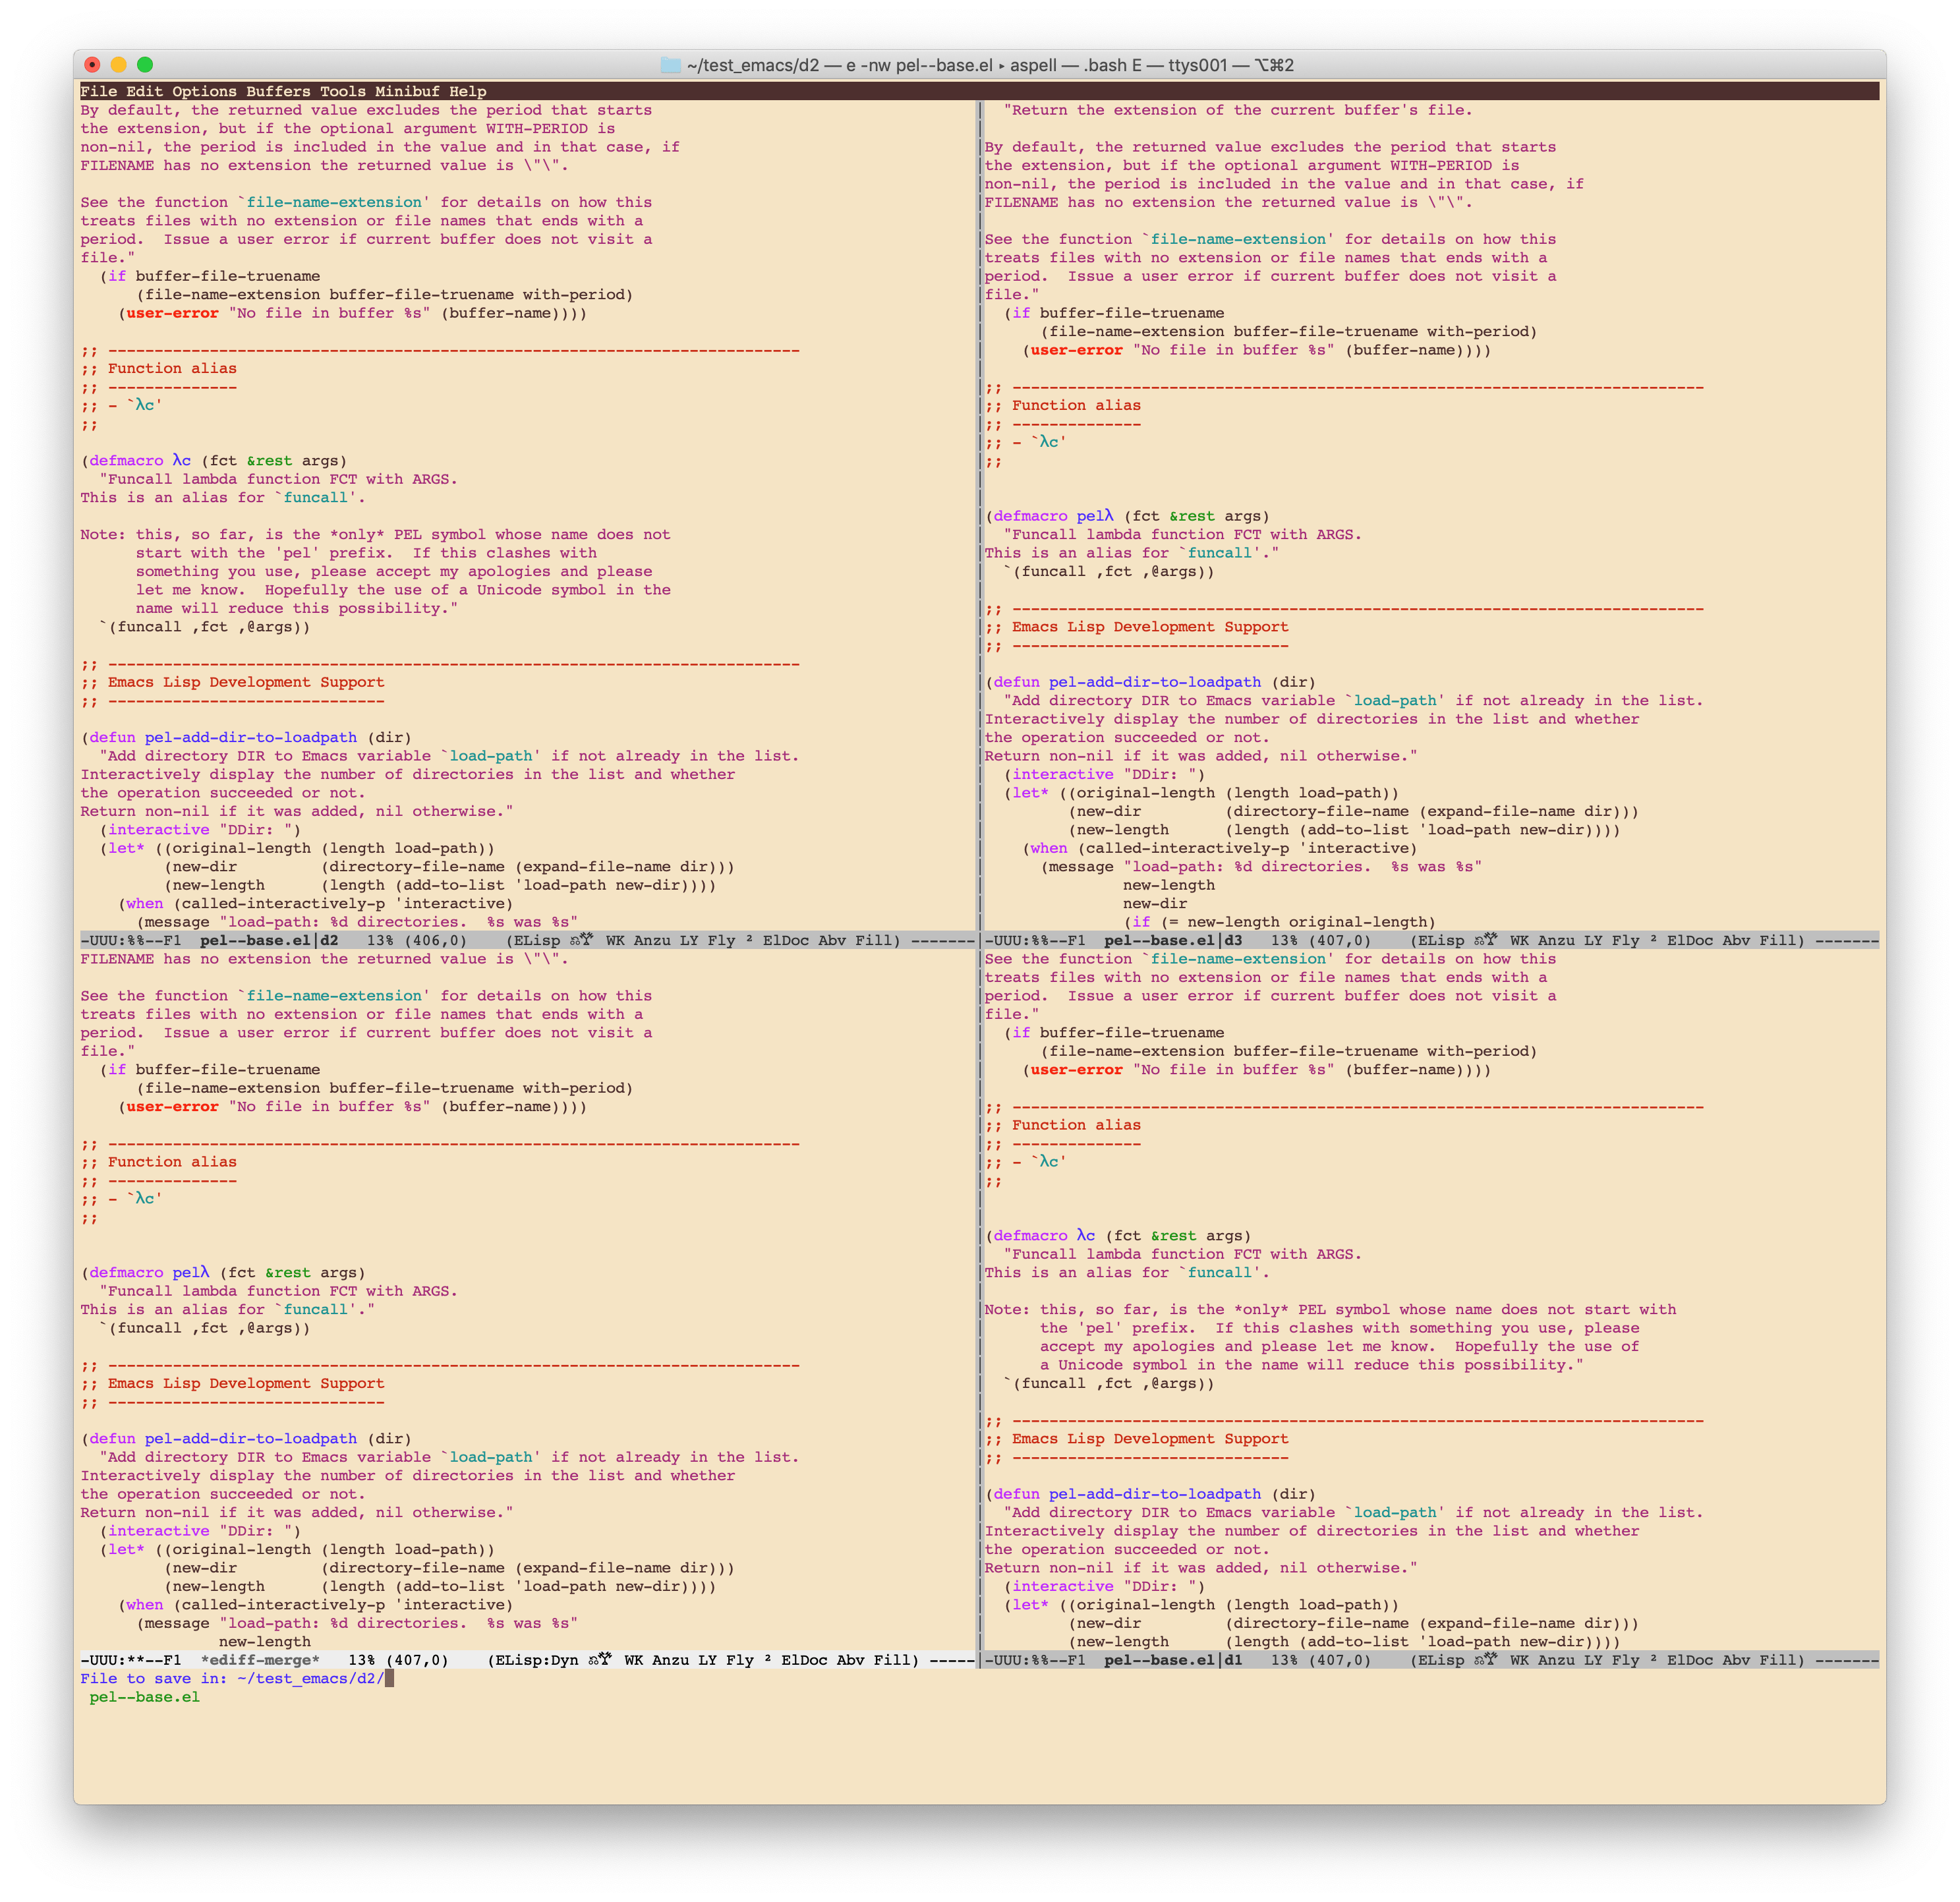 ~/test_emacs/d2 — e -nw pel--base.el ▸ aspell — .bash E — ttys001 — ⌥⌘2
File Edit Options Buffers Tools Minibuf Help
By default, the returned value excludes the period that starts
the extension, but if the optional argument WITH-PERIOD is
non-nil, the period is included in the value and in that case, if
FILENAME has no extension the returned value is \"\".

See the function `file-name-extension' for details on how this
treats files with no extension or file names that ends with a
period.  Issue a user error if current buffer does not visit a
file."
  (if buffer-file-truename
      (file-name-extension buffer-file-truename with-period)
    (user-error "No file in buffer %s" (buffer-name))))

;; ---------------------------------------------------------------------------
;; Function alias
;; --------------
;; - `λc'
;;

(defmacro λc (fct &rest args)
  "Funcall lambda function FCT with ARGS.
This is an alias for `funcall'.

Note: this, so far, is the *only* PEL symbol whose name does not
      start with the 'pel' prefix.  If this clashes with
      something you use, please accept my apologies and please
      let me know.  Hopefully the use of a Unicode symbol in the
      name will reduce this possibility."
  `(funcall ,fct ,@args))

;; ---------------------------------------------------------------------------
;; Emacs Lisp Development Support
;; ------------------------------

(defun pel-add-dir-to-loadpath (dir)
  "Add directory DIR to Emacs variable `load-path' if not already in the list.
Interactively display the number of directories in the list and whether
the operation succeeded or not.
Return non-nil if it was added, nil otherwise."
  (interactive "DDir: ")
  (let* ((original-length (length load-path))
         (new-dir         (directory-file-name (expand-file-name dir)))
         (new-length      (length (add-to-list 'load-path new-dir))))
    (when (called-interactively-p 'interactive)
      (message "load-path: %d directories.  %s was %s"
-UUU:%%--F1  pel--base.el|d2   13% (406,0)    (ELisp WK Anzu LY Fly ² ElDoc Abv Fill) -------
  "Return the extension of the current buffer's file.

By default, the returned value excludes the period that starts
the extension, but if the optional argument WITH-PERIOD is
non-nil, the period is included in the value and in that case, if
FILENAME has no extension the returned value is \"\".

See the function `file-name-extension' for details on how this
treats files with no extension or file names that ends with a
period.  Issue a user error if current buffer does not visit a
file."
  (if buffer-file-truename
      (file-name-extension buffer-file-truename with-period)
    (user-error "No file in buffer %s" (buffer-name))))

;; ---------------------------------------------------------------------------
;; Function alias
;; --------------
;; - `λc'
;;


(defmacro pelλ (fct &rest args)
  "Funcall lambda function FCT with ARGS.
This is an alias for `funcall'."
  `(funcall ,fct ,@args))

;; ---------------------------------------------------------------------------
;; Emacs Lisp Development Support
;; ------------------------------

(defun pel-add-dir-to-loadpath (dir)
  "Add directory DIR to Emacs variable `load-path' if not already in the list.
Interactively display the number of directories in the list and whether
the operation succeeded or not.
Return non-nil if it was added, nil otherwise."
  (interactive "DDir: ")
  (let* ((original-length (length load-path))
         (new-dir         (directory-file-name (expand-file-name dir)))
         (new-length      (length (add-to-list 'load-path new-dir))))
    (when (called-interactively-p 'interactive)
      (message "load-path: %d directories.  %s was %s"
               new-length
               new-dir
               (if (= new-length original-length)
-UUU:%%--F1  pel--base.el|d3   13% (407,0)    (ELisp WK Anzu LY Fly ² ElDoc Abv Fill) -------
FILENAME has no extension the returned value is \"\".

See the function `file-name-extension' for details on how this
treats files with no extension or file names that ends with a
period.  Issue a user error if current buffer does not visit a
file."
  (if buffer-file-truename
      (file-name-extension buffer-file-truename with-period)
    (user-error "No file in buffer %s" (buffer-name))))

;; ---------------------------------------------------------------------------
;; Function alias
;; --------------
;; - `λc'
;;


(defmacro pelλ (fct &rest args)
  "Funcall lambda function FCT with ARGS.
This is an alias for `funcall'."
  `(funcall ,fct ,@args))

;; ---------------------------------------------------------------------------
;; Emacs Lisp Development Support
;; ------------------------------

(defun pel-add-dir-to-loadpath (dir)
  "Add directory DIR to Emacs variable `load-path' if not already in the list.
Interactively display the number of directories in the list and whether
the operation succeeded or not.
Return non-nil if it was added, nil otherwise."
  (interactive "DDir: ")
  (let* ((original-length (length load-path))
         (new-dir         (directory-file-name (expand-file-name dir)))
         (new-length      (length (add-to-list 'load-path new-dir))))
    (when (called-interactively-p 'interactive)
      (message "load-path: %d directories.  %s was %s"
               new-length
-UUU:**--F1  *ediff-merge*   13% (407,0)    (ELisp:Dyn WK Anzu LY Fly ² ElDoc Abv Fill) -----
See the function `file-name-extension' for details on how this
treats files with no extension or file names that ends with a
period.  Issue a user error if current buffer does not visit a
file."
  (if buffer-file-truename
      (file-name-extension buffer-file-truename with-period)
    (user-error "No file in buffer %s" (buffer-name))))

;; ---------------------------------------------------------------------------
;; Function alias
;; --------------
;; - `λc'
;;


(defmacro λc (fct &rest args)
  "Funcall lambda function FCT with ARGS.
This is an alias for `funcall'.

Note: this, so far, is the *only* PEL symbol whose name does not start with
      the 'pel' prefix.  If this clashes with something you use, please
      accept my apologies and please let me know.  Hopefully the use of
      a Unicode symbol in the name will reduce this possibility."
  `(funcall ,fct ,@args))

;; ---------------------------------------------------------------------------
;; Emacs Lisp Development Support
;; ------------------------------

(defun pel-add-dir-to-loadpath (dir)
  "Add directory DIR to Emacs variable `load-path' if not already in the list.
Interactively display the number of directories in the list and whether
the operation succeeded or not.
Return non-nil if it was added, nil otherwise."
  (interactive "DDir: ")
  (let* ((original-length (length load-path))
         (new-dir         (directory-file-name (expand-file-name dir)))
         (new-length      (length (add-to-list 'load-path new-dir))))
-UUU:%%--F1  pel--base.el|d1   13% (407,0)    (ELisp WK Anzu LY Fly ² ElDoc Abv Fill) -------
File to save in: ~/test_emacs/d2/
 pel--base.el